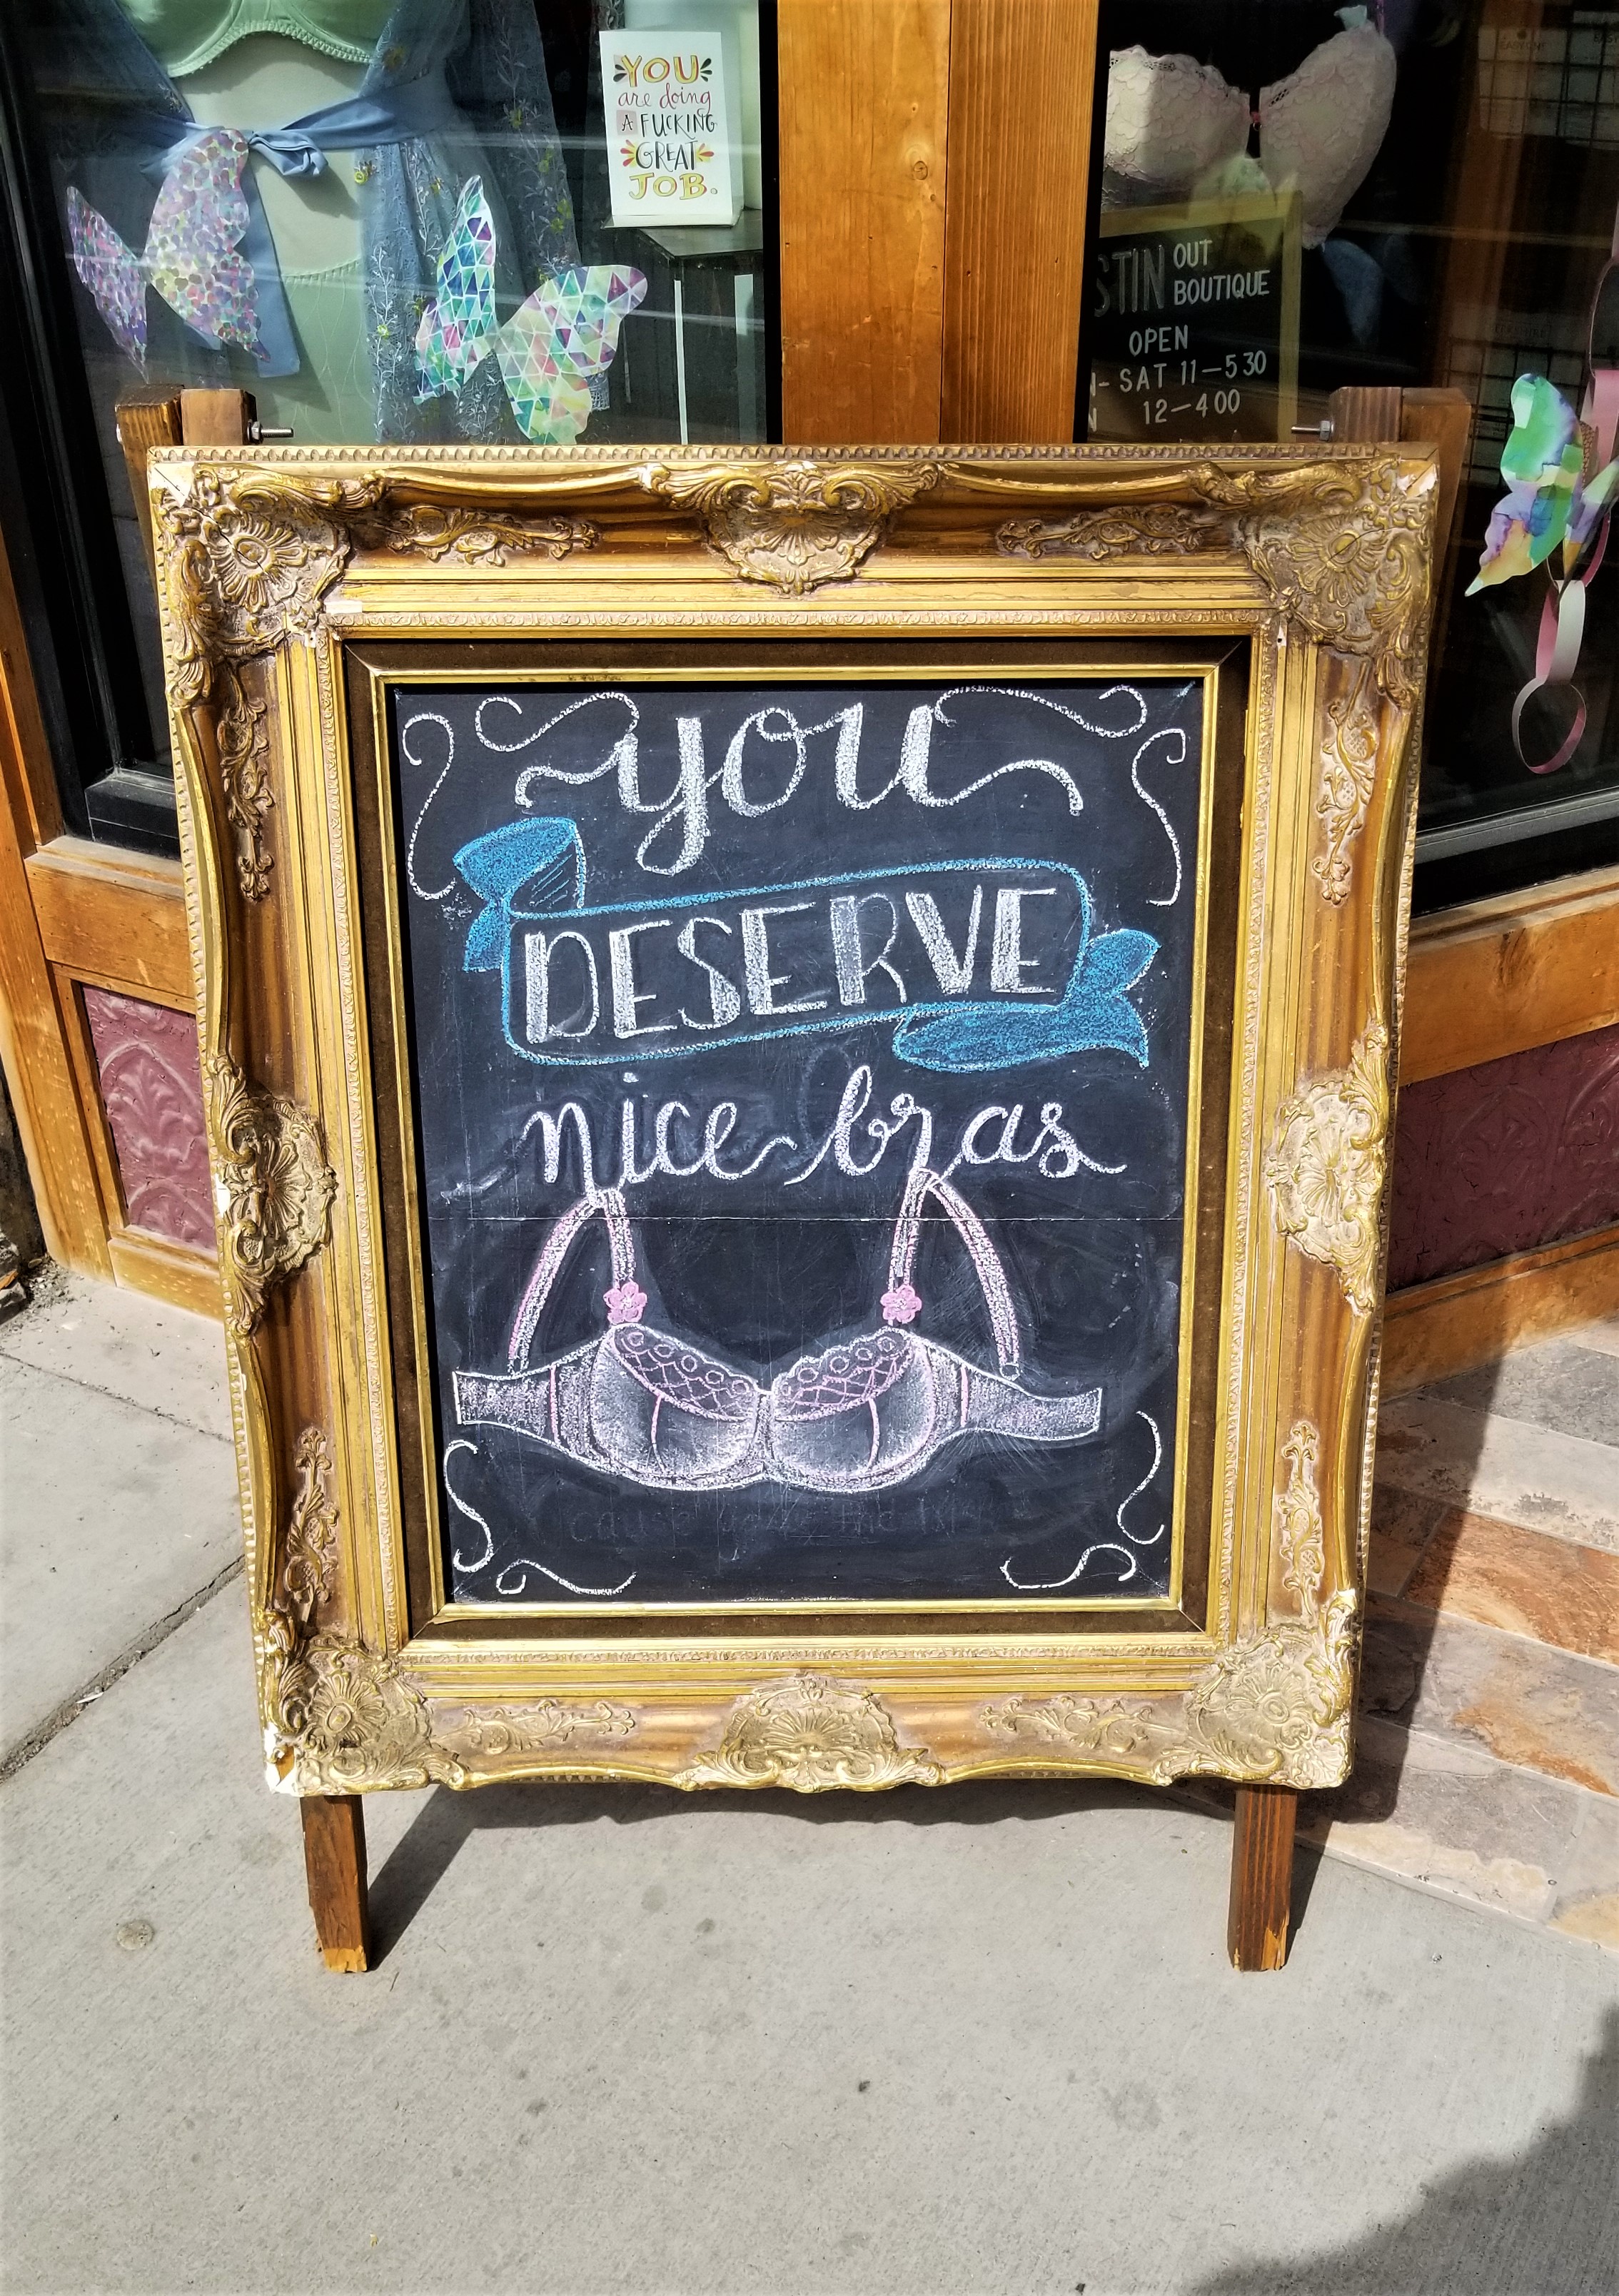 YOU
are doing
A FUCKING
GREAT
JOB.
OUT
BOUTIQUE
OPEN
SAT 11-530
12-400
you
DESERVE
nice bras